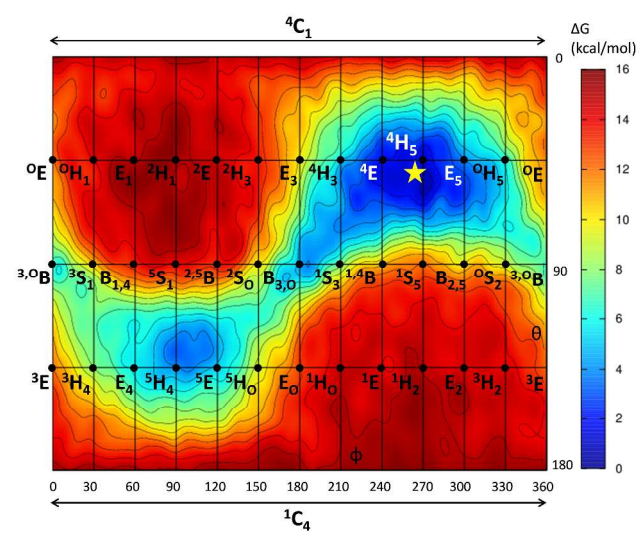 ⁴C₁
ΔG
(kcal/mol)
0
16
14
12
10
8
6
4
2
0
⁴H₅
ᴼE ᴼH₁ E₁ ²H₁ ²E ²H₃ E₃ ⁴H₃ ⁴E E₅ ᴼH₅ ᴼE
³,ᴼB ³S₁ B₁,₄ ⁵S₁ ²,⁵B ²Sₒ B₃,ₒ ¹S₃ ¹,⁴B ¹S₅ B₂,₅ ᴼS₂ ³,ᴼB
90
θ
³E ³H₄ E₄ ⁵H₄ ⁵E ⁵Hₒ Eₒ ¹Hₒ ¹E ¹H₂ E₂ ³H₂ ³E
ϕ
180
0 30 60 90 120 150 180 210 240 270 300 330 360
¹C₄